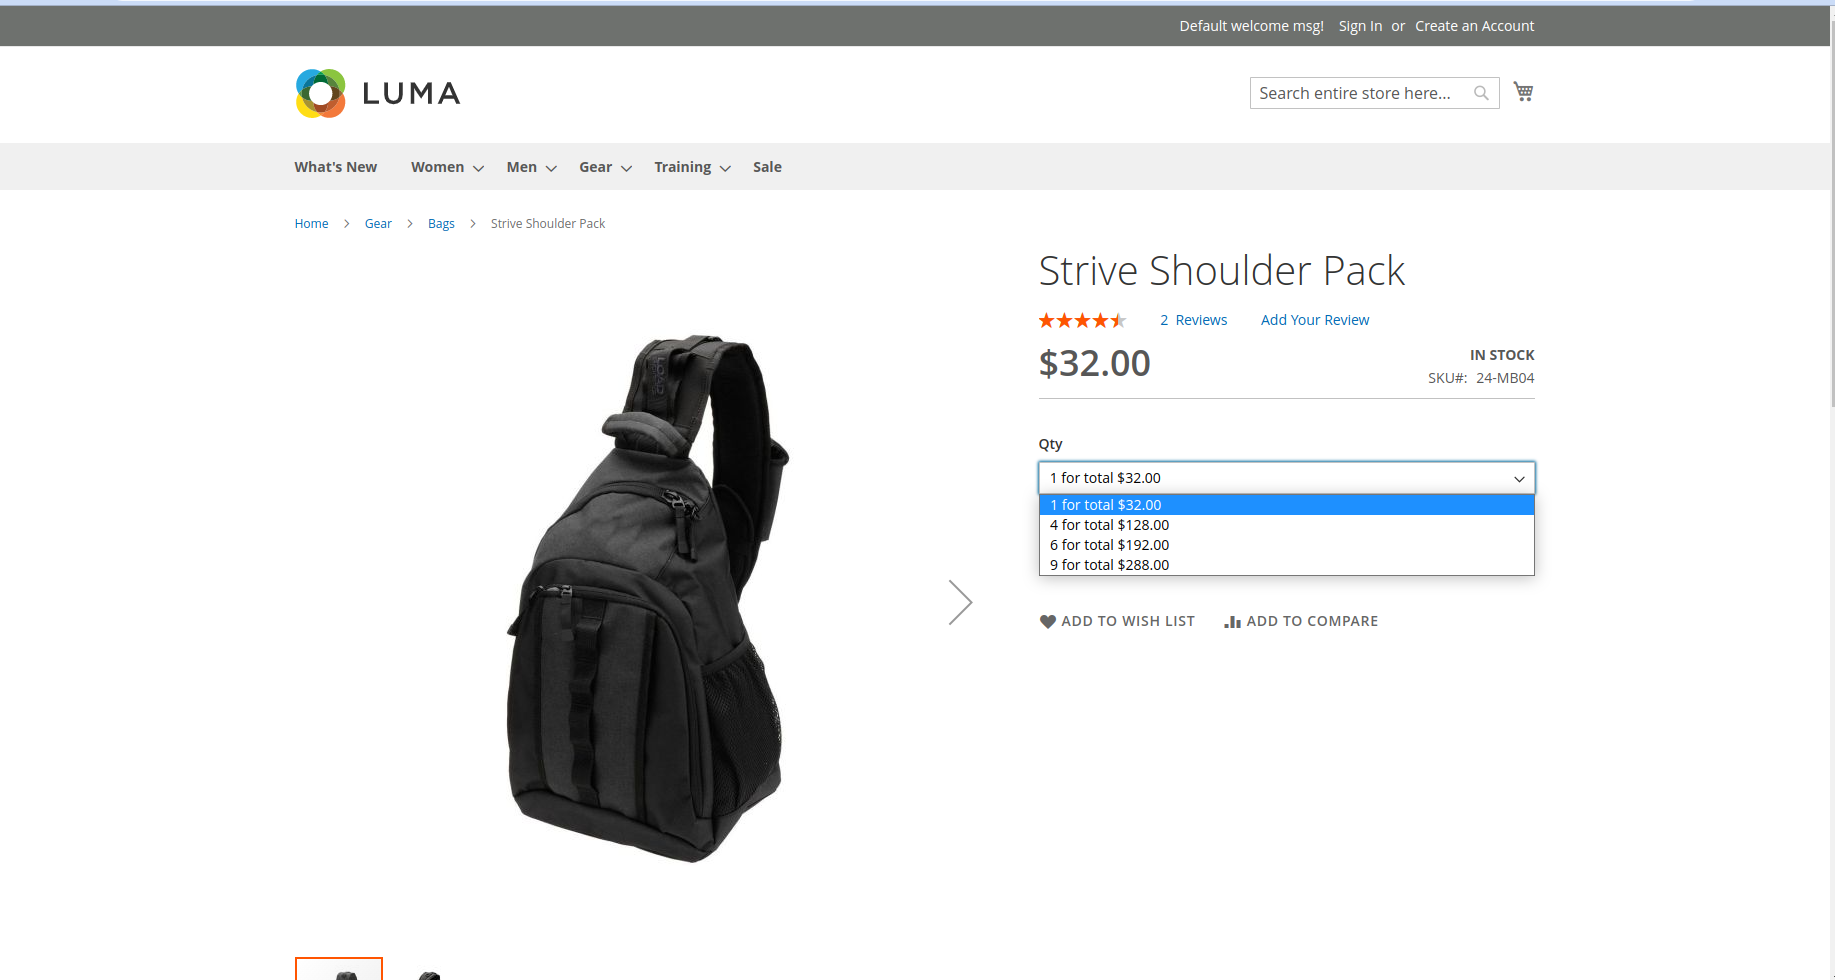 Default welcome msg! Sign In or Create an Account
LUMA
Search entire store here...
What's New Women Men Gear Training Sale
Home Gear Bags Strive Shoulder Pack
Strive Shoulder Pack
2 Reviews Add Your Review
$32.00
IN STOCK
SKU#: 24-MB04
Qty
1 for total $32.00
1 for total $32.00
4 for total $128.00
6 for total $192.00
9 for total $288.00
ADD TO WISH LIST ADD TO COMPARE